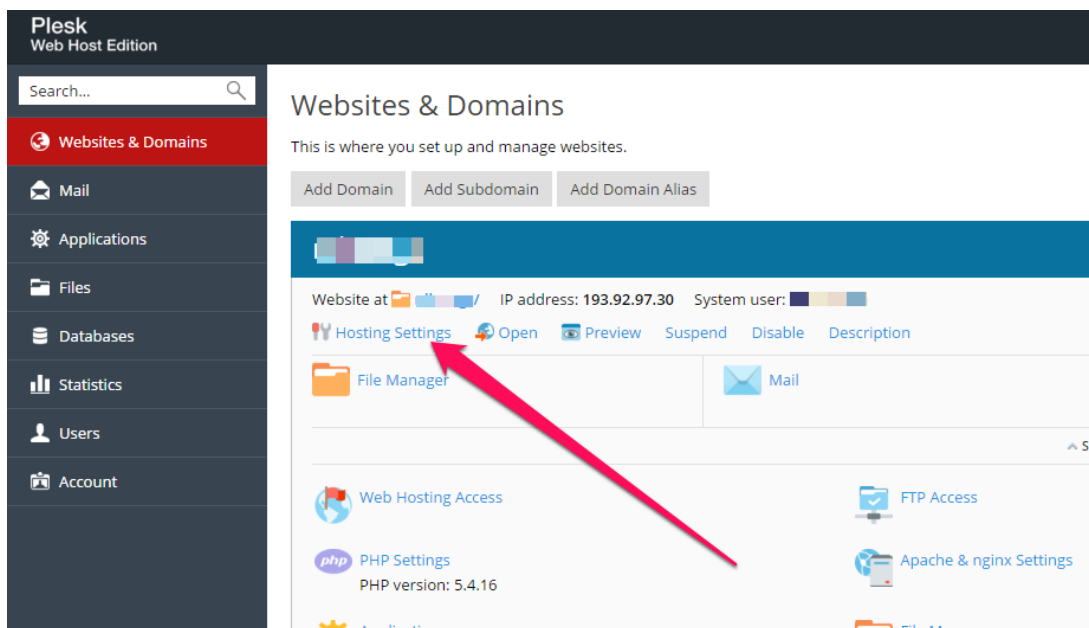 Plesk
Web Host Edition
Search...
Websites & Domains
Mail
Applications
Files
Databases
Statistics
Users
Account
Websites & Domains
This is where you set up and manage websites.
Add Domain Add Subdomain Add Domain Alias
Website at / IP address: 193.92.97.30 System user:
Hosting Settings Open Preview Suspend Disable Description
File Manager Mail
Web Hosting Access FTP Access
php PHP Settings Apache & nginx Settings
PHP version: 5.4.16